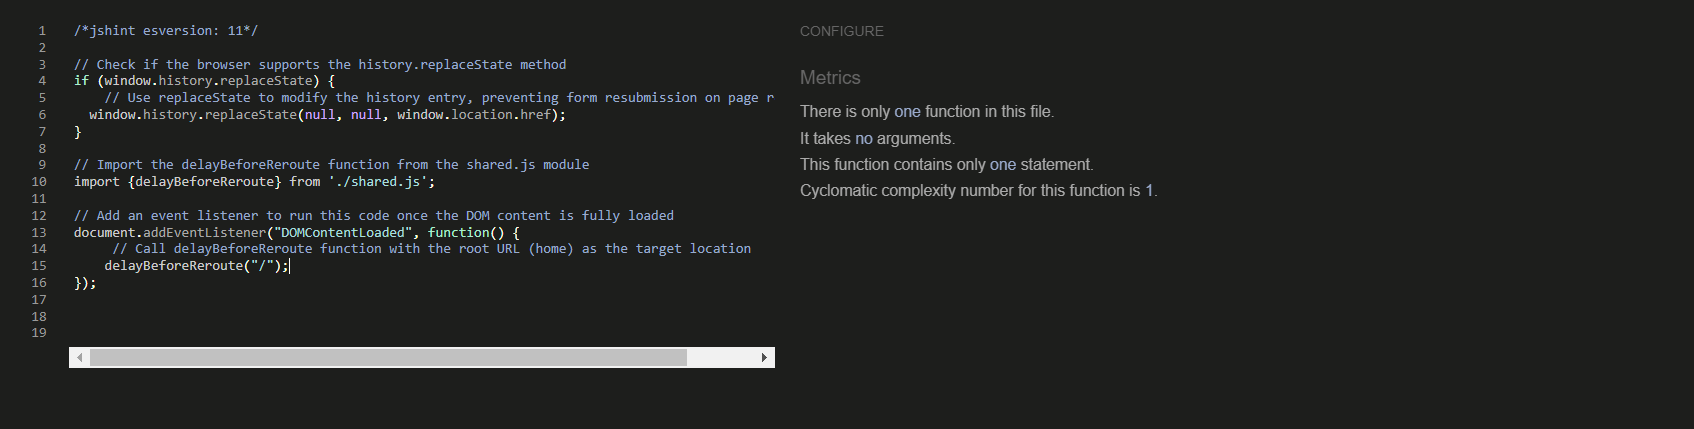 1 /*jshint esversion: 11*/
2
3 // Check if the browser supports the history.replaceState method
4 if (window.history.replaceState) {
5 // Use replaceState to modify the history entry, preventing form resubmission on page r
6 window.history.replaceState(null, null, window.location.href);
7 }
8
9 // Import the delayBeforeReroute function from the shared.js module
10 import {delayBeforeReroute} from './shared.js';
11
12 // Add an event listener to run this code once the DOM content is fully loaded
13 document.addEventListener("DOMContentLoaded", function() {
14 // Call delayBeforeReroute function with the root URL (home) as the target location
15 delayBeforeReroute("/");
16 });
17
18
19
CONFIGURE
Metrics
There is only one function in this file.
It takes no arguments.
This function contains only one statement.
Cyclomatic complexity number for this function is 1.